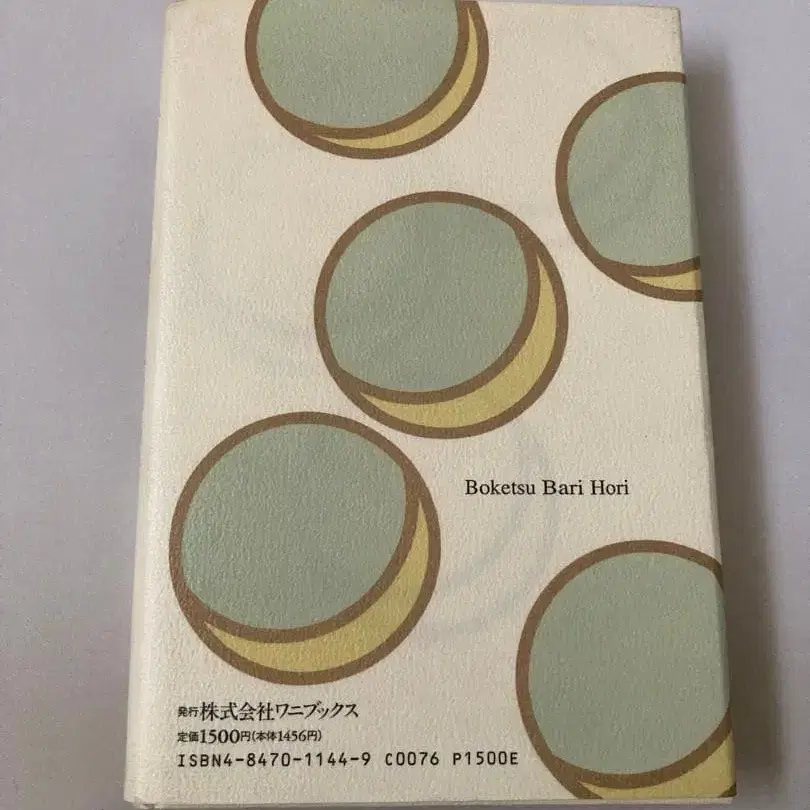 Boketsu Bari Hori
発行 株式会社ワニブックス
定価1500円(本体1456円)
ISBN4-8470-1144-9 C0076 P1500E